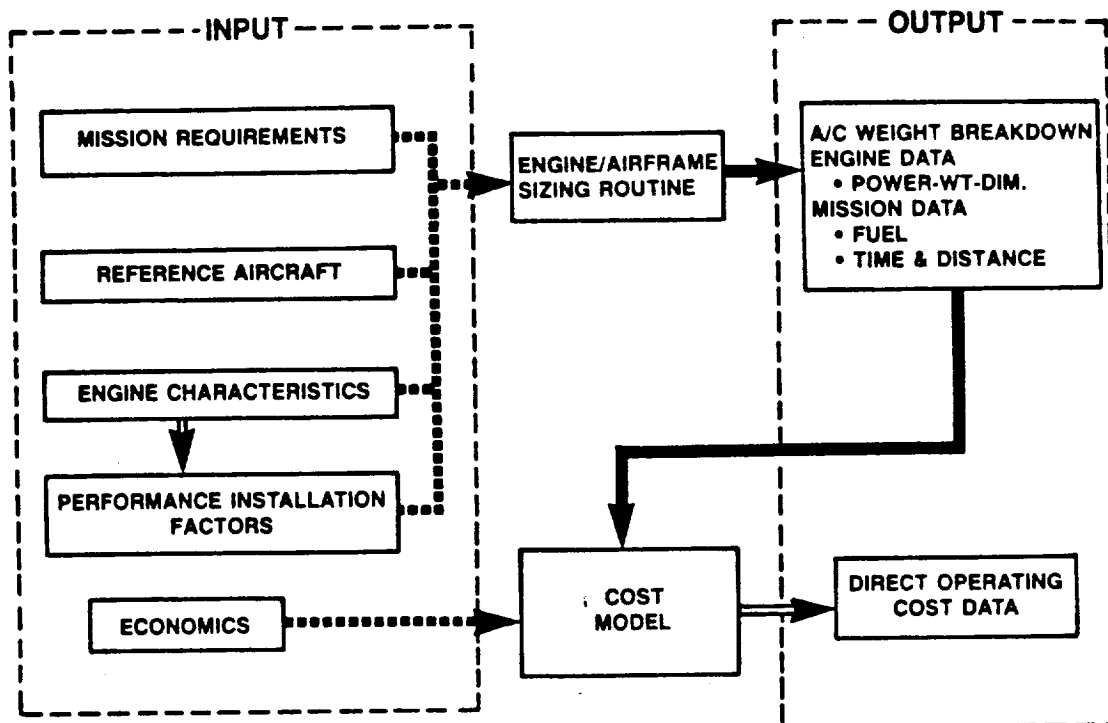 INPUT
MISSION REQUIREMENTS
REFERENCE AIRCRAFT
ENGINE CHARACTERISTICS
PERFORMANCE INSTALLATION
FACTORS
ECONOMICS
ENGINE/AIRFRAME
SIZING ROUTINE
COST
MODEL
OUTPUT
A/C WEIGHT BREAKDOWN
ENGINE DATA
• POWER-WT-DIM.
MISSION DATA
• FUEL
• TIME & DISTANCE
DIRECT OPERATING
COST DATA